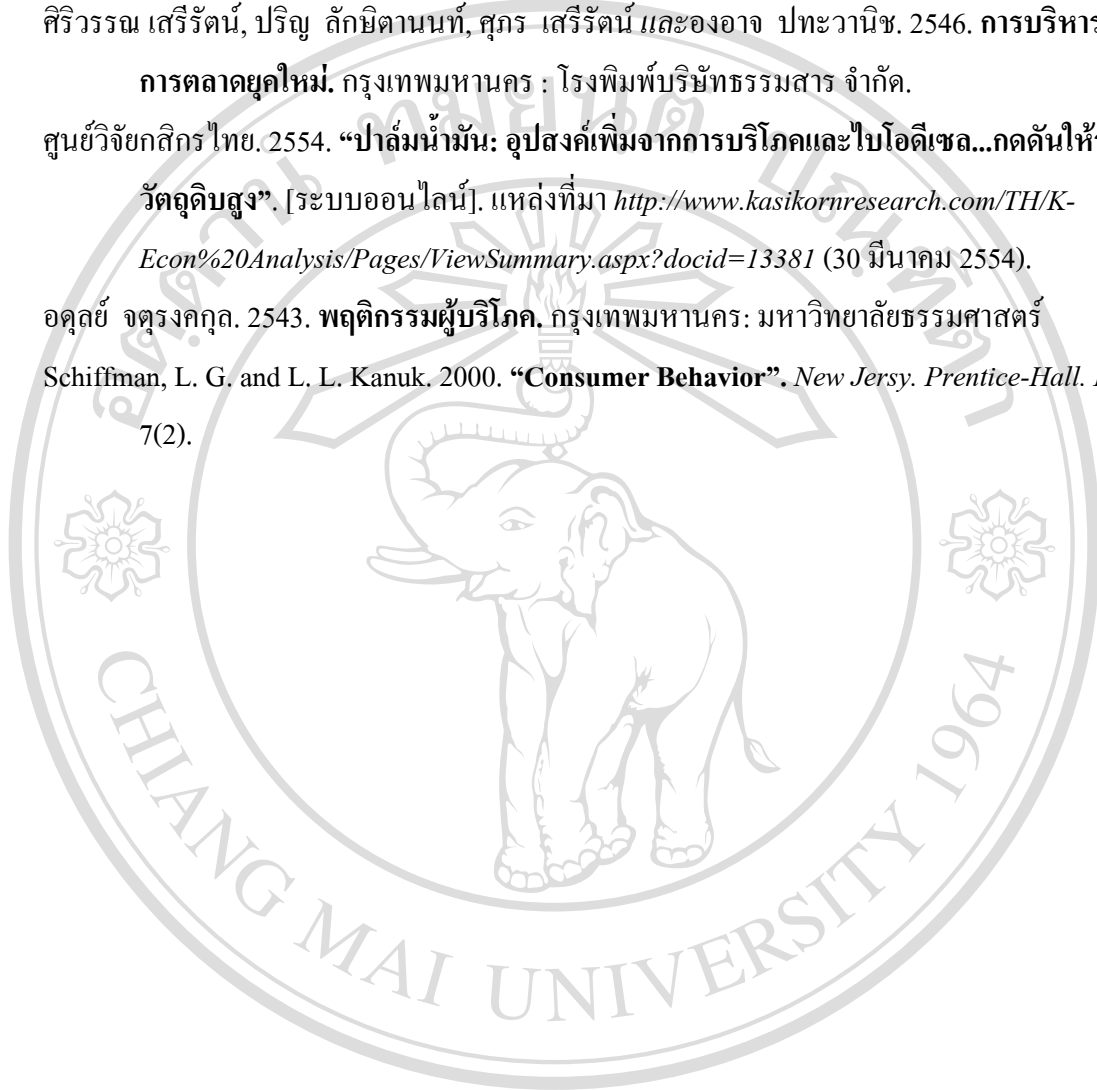 ศิริวรรณ เสรีรัตน์, ปริญ ลักษิตานนท์, ศุภร เสรีรัตน์ และองอาจ ปทะวานิช. 2546. การบริหาร
การตลาดยุคใหม่. กรุงเทพมหานคร : โรงพิมพ์บริษัทธรรมสาร จำกัด.
ศูนย์วิจัยกสิกรไทย. 2554. “ปาล์มน้ำมัน: อุปสงค์เพิ่มจากการบริโภคและไบโอดีเซล...กดดันให้
วัตถุดิบสูง”. [ระบบออนไลน์]. แหล่งที่มา http://www.kasikornresearch.com/TH/K-
Econ%20Analysis/Pages/ViewSummary.aspx?docid=13381 (30 มีนาคม 2554).
อดุลย์ จตุรงคกุล. 2543. พฤติกรรมผู้บริโภค. กรุงเทพมหานคร: มหาวิทยาลัยธรรมศาสตร์
Schiffman, L. G. and L. L. Kanuk. 2000. “Consumer Behavior”. New Jersy. Prentice-Hall.
7(2).
CHIANG MAI UNIVERSITY 1964